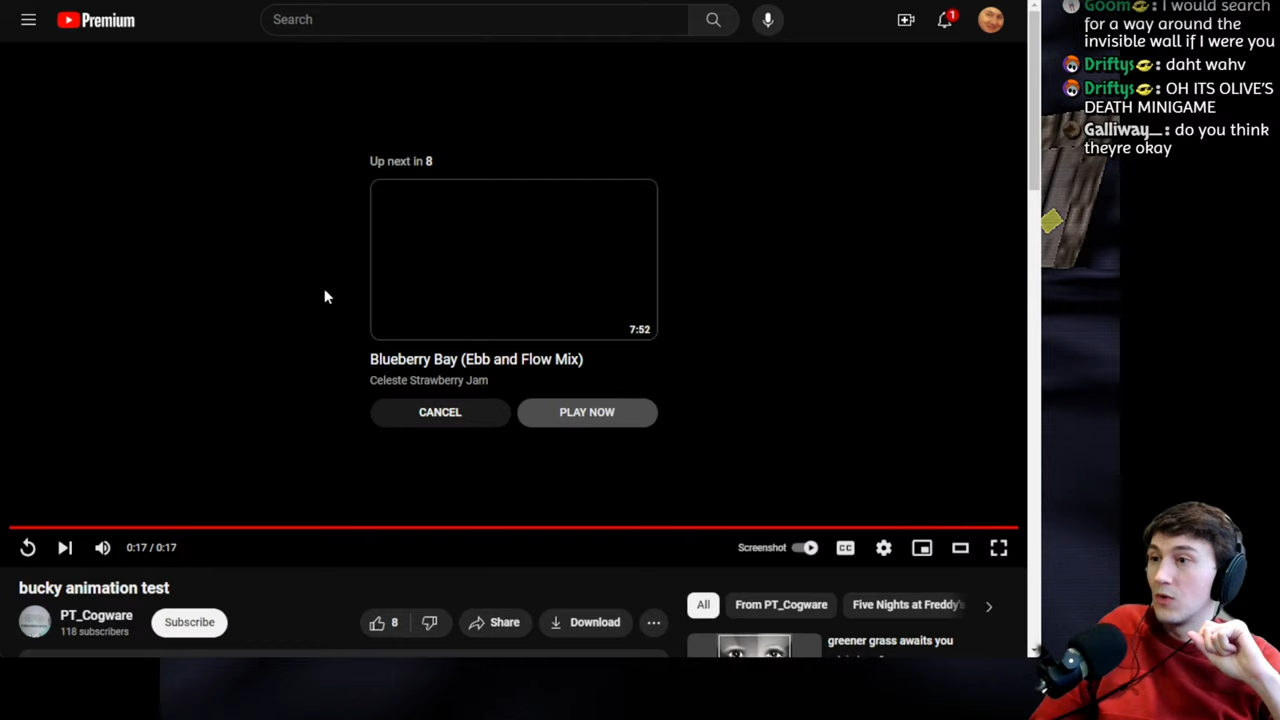 Premium
Search
1
Up next in 8
7:52
Blueberry Bay (Ebb and Flow Mix)
Celeste Strawberry Jam
CANCEL
PLAY NOW
0:17 / 0:17
Screenshot
CC
bucky animation test
PT_Cogware
118 subscribers
Subscribe
8
Share
Download
All
From PT_Cogware
Five Nights at Freddy's
greener grass awaits you
Goom: I would search
for a way around the
invisible wall if I were you
Driftys: daht wahv
Driftys: OH ITS OLIVE'S
DEATH MINIGAME
Galliway_: do you think
theyre okay